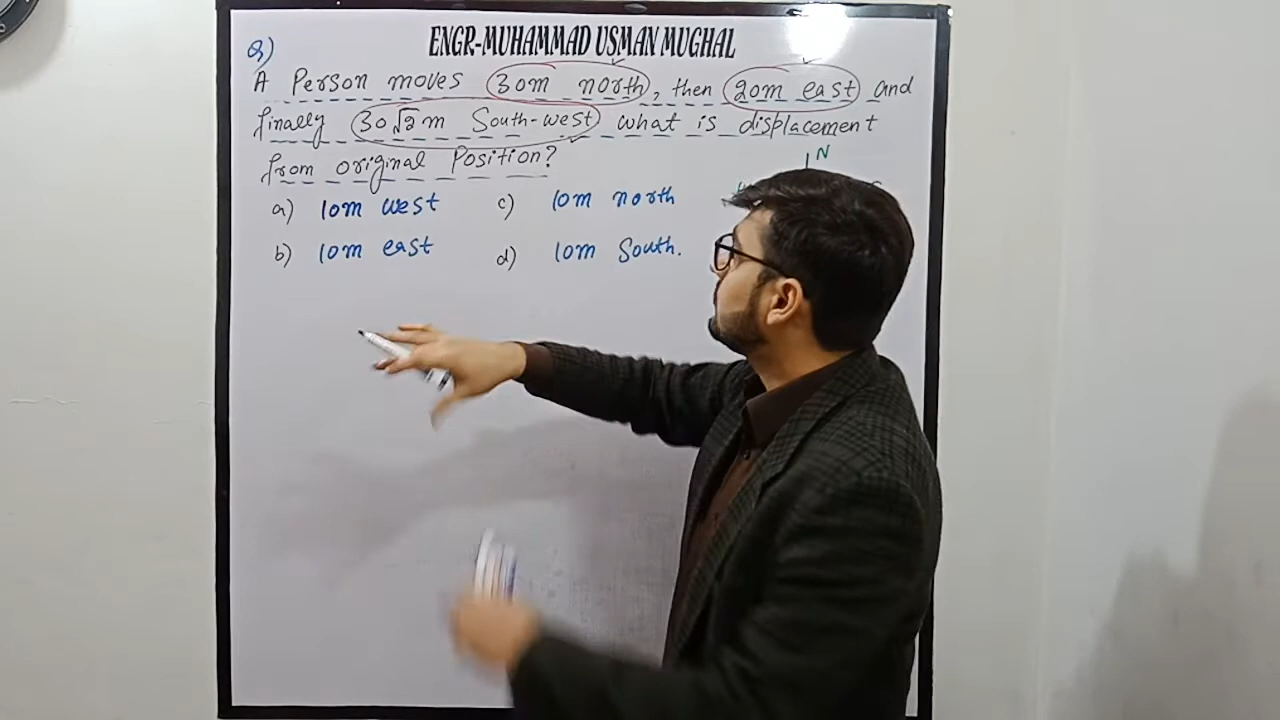 ENGR-MUHAMMAD USMAN MUGHAL
Q)
A Person moves 30m north, then 20m east and
finally 30√2m South-west what is displacement
from original Position?
N
a) 10m west c) 10m north
b) 10m east d) 10m South.